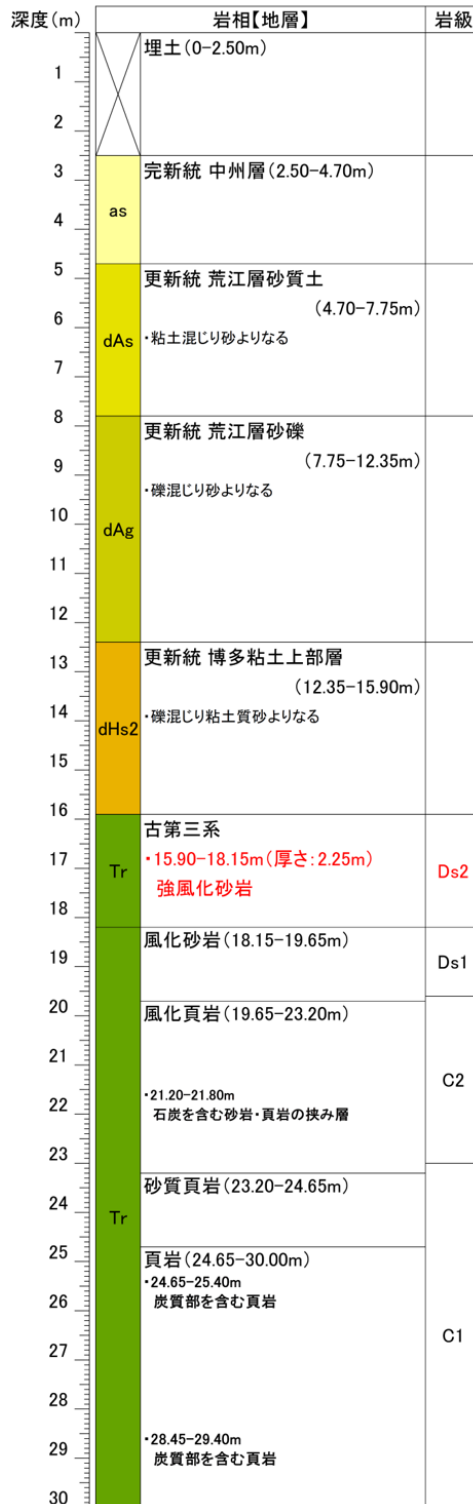 深度(m) 岩相【地層】 岩級
埋土(0-2.50m)
1
2
3
完新統 中州層(2.50-4.70m)
4
as
5
更新統 荒江層砂質土
6
(4.70-7.75m)
dAs
・粘土混じり砂よりなる
7
8
更新統 荒江層砂礫
9
(7.75-12.35m)
・礫混じり砂よりなる
10
dAg
11
12
13
更新統 博多粘土上部層
(12.35-15.90m)
14
dHs2
・礫混じり粘土質砂よりなる
15
16
古第三系
17
Tr
・15.90-18.15m(厚さ:2.25m)
強風化砂岩
Ds2
18
風化砂岩(18.15-19.65m)
19
Ds1
20
風化頁岩(19.65-23.20m)
21
C2
・21.20-21.80m
22
石炭を含む砂岩・頁岩の挟み層
23
砂質頁岩(23.20-24.65m)
24
Tr
25
頁岩(24.65-30.00m)
・24.65-25.40m
26
炭質部を含む頁岩
C1
27
28
・28.45-29.40m
29
炭質部を含む頁岩
30